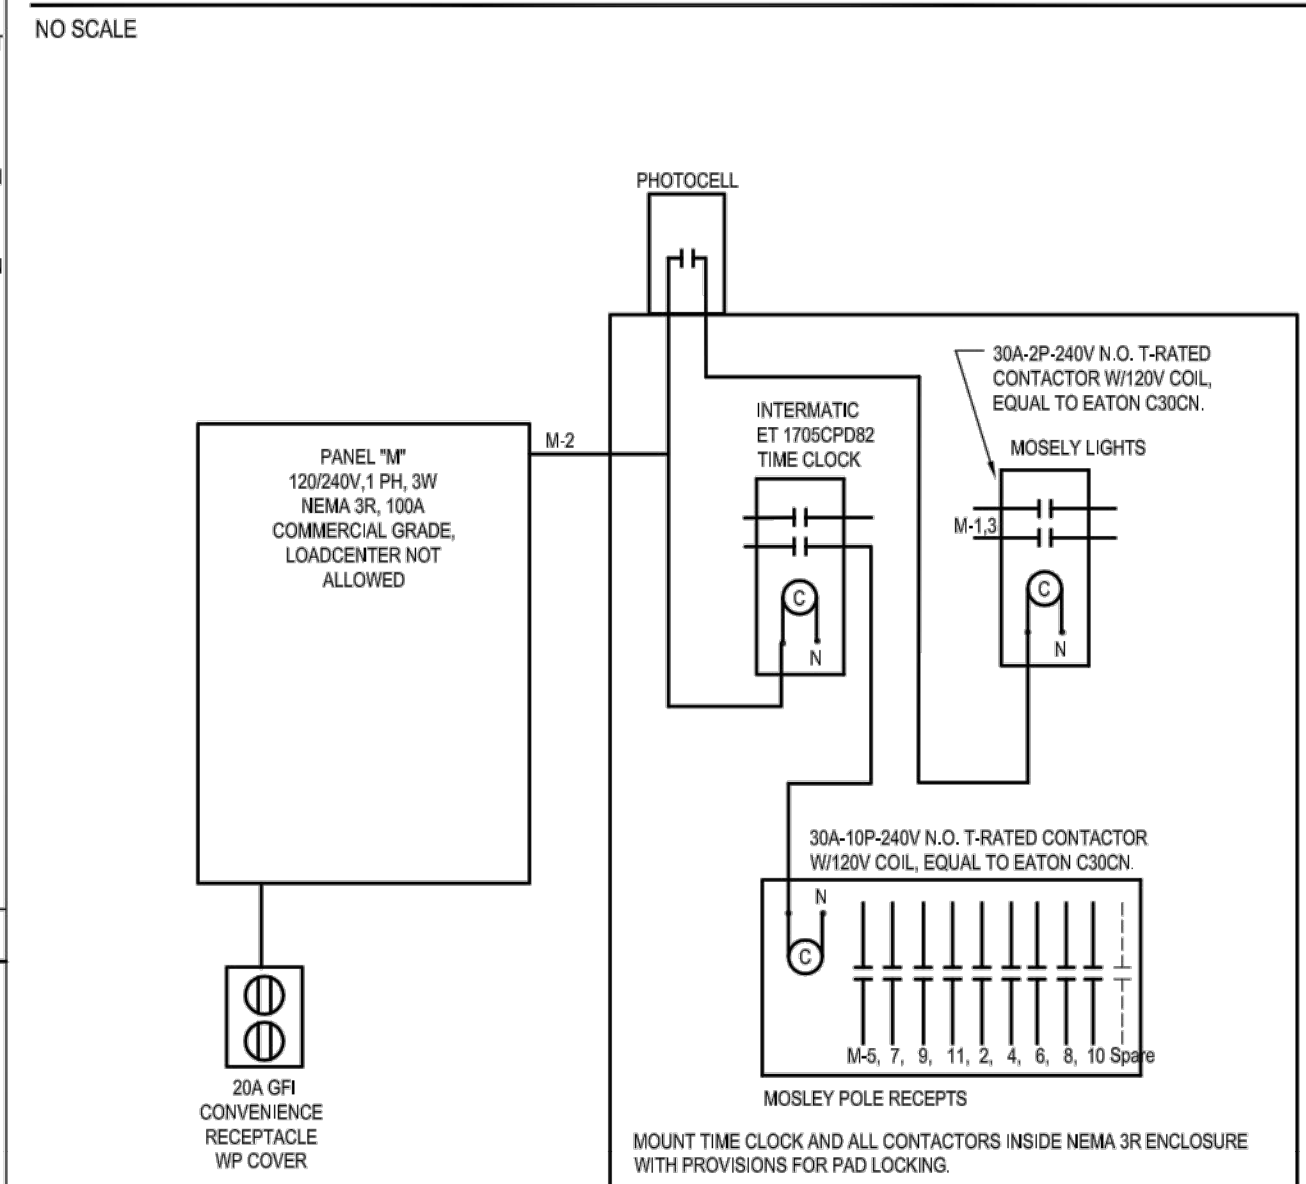 NO SCALE
PHOTOCELL
30A-2P-240V N.O. T-RATED
CONTACTOR W/120V COIL,
EQUAL TO EATON C30CN.
INTERMATIC
ET 1705CPD82
TIME CLOCK
MOSELY LIGHTS
M-2
PANEL "M"
120/240V,1 PH, 3W
NEMA 3R, 100A
COMMERCIAL GRADE,
LOADCENTER NOT
ALLOWED
M-1,3
C
N
C
N
30A-10P-240V N.O. T-RATED CONTACTOR
W/120V COIL, EQUAL TO EATON C30CN.
N
C
M-5, 7, 9, 11, 2, 4, 6, 8, 10 Spare
MOSLEY POLE RECEPTS
20A GFI
CONVENIENCE
RECEPTACLE
WP COVER
MOUNT TIME CLOCK AND ALL CONTACTORS INSIDE NEMA 3R ENCLOSURE
WITH PROVISIONS FOR PAD LOCKING.